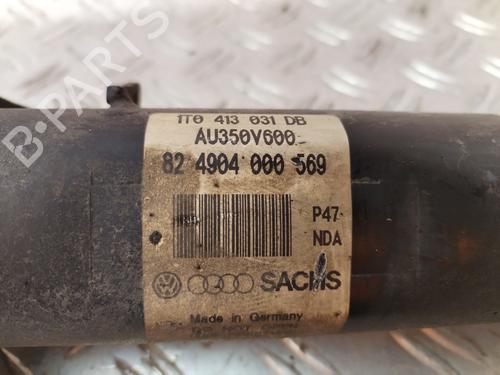 1T0 413 031 DB
AU350V600
82 4904 000 569
P47
NDA
SACHS
Made in Germany
B-PARTS